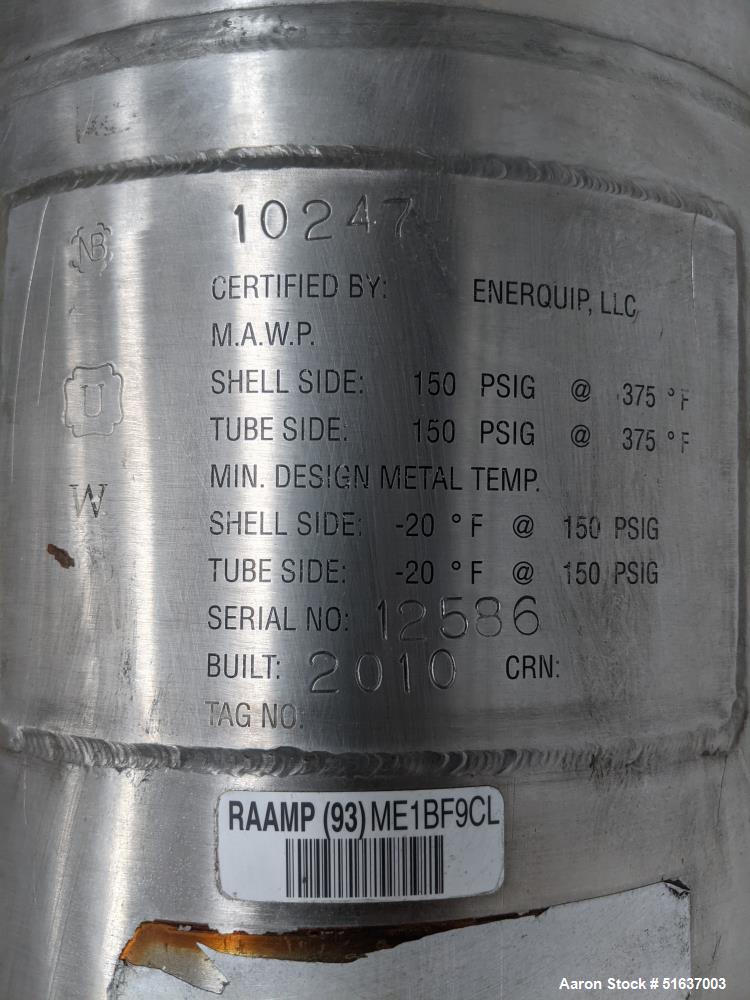 10247
NB
CERTIFIED BY: ENERQUIP, LLC
M.A.W.P.
SHELL SIDE: 150 PSIG @ 375 °F
U
TUBE SIDE: 150 PSIG @ 375 °F
MIN. DESIGN METAL TEMP.
W
SHELL SIDE: -20 °F @ 150 PSIG
TUBE SIDE: -20 °F @ 150 PSIG
SERIAL NO: 12586
BUILT: 2010 CRN:
TAG NO:
RAAMP (93) ME1BF9CL
Aaron Stock # 51637003